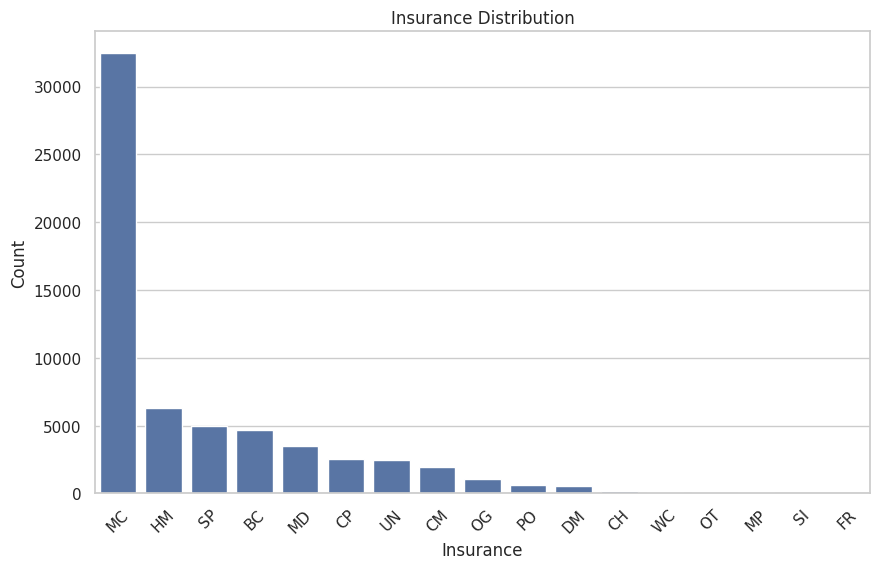 Insurance Distribution
30000
25000
20000
15000
10000
5000
0
Count
MC HM SP BC MD CP UN CM OG PO DM CH WC OT MP SI FR
Insurance